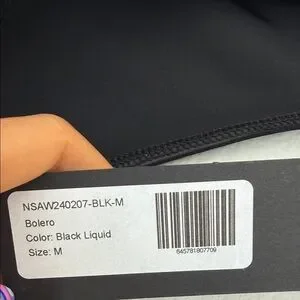 NSAW240207-BLK-M
Bolero
Color: Black Liquid
Size: M
645781807709